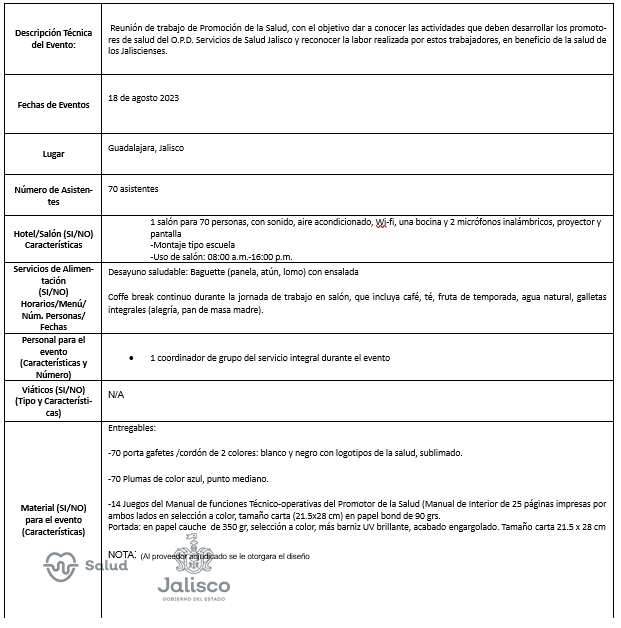 Descripción Técnica
del Evento:
Reunión de trabajo de Promoción de la Salud, con el objetivo dar a conocer las actividades que deben desarrollar los promoto-
res de salud del O.P.D. Servicios de Salud Jalisco y reconocer la labor realizada por estos trabajadores, en beneficio de la salud de
los Jaliscienses.
Fechas de Eventos
18 de agosto 2023
Lugar
Guadalajara, Jalisco
Número de Asisten-
tes
70 asistentes
Hotel/Salón (SI/NO)
Características
1 salón para 70 personas, con sonido, aire acondicionado, Wi-fi, una bocina y 2 micrófonos inalámbricos, proyector y
pantalla
-Montaje tipo escuela
-Uso de salón: 08:00 a.m.-16:00 p.m.
Servicios de Alimen-
tación
(SI/NO)
Horarios/Menú/
Núm. Personas/
Fechas
Desayuno saludable: Baguette (panela, atún, lomo) con ensalada
Coffe break continuo durante la jornada de trabajo en salón, que incluya café, té, fruta de temporada, agua natural, galletas
integrales (alegría, pan de masa madre).
Personal para el
evento
(Características y
Número)
• 1 coordinador de grupo del servicio integral durante el evento
Viáticos (SI/NO)
(Tipo y Característi-
cas)
N/A
Material (SI/NO)
para el evento
(Características)
Entregables:
-70 porta gafetes /cordón de 2 colores: blanco y negro con logotipos de la salud, sublimado.
-70 Plumas de color azul, punto mediano.
-14 Juegos del Manual de funciones Técnico-operativas del Promotor de la Salud (Manual de Interior de 25 páginas impresas por
ambos lados en selección a color, tamaño carta (21.5x28 cm) en papel bond de 90 grs.
Portada: en papel cauche de 350 gr, selección a color, más barniz UV brillante, acabado engargolado. Tamaño carta 21.5 x 28 cm
NOTA: (Al proveedor adjudicado se le otorgara el diseño
Salud
Jalisco
GOBIERNO DEL ESTADO